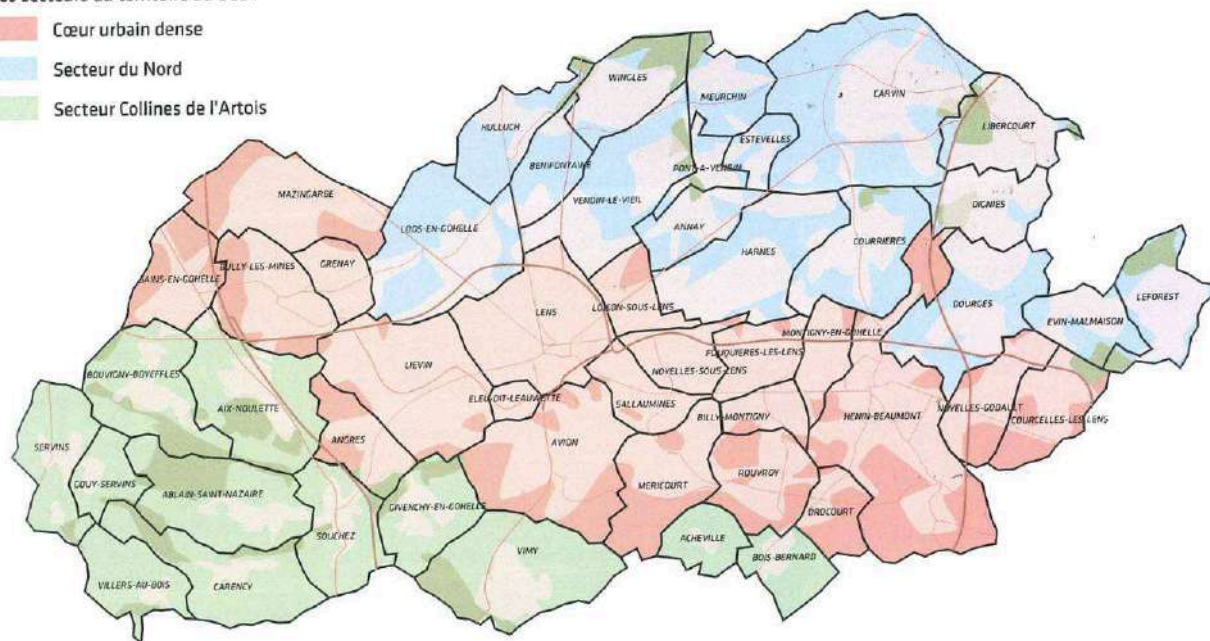 Cœur urbain dense
Secteur du Nord
Secteur Collines de l'Artois
WINGLES
MEURCHIN
CARVIN
HULLUCH
LIBERCOURT
ESTEVELLES
BENIFONTAINE
PONT-A-VENDIN
MAZINGARBE
VENDIN-LE-VIEIL
OIGNIES
LOOS-EN-GOHELLE
ANNAY
HARNES
COURRIERES
BULLY-LES-MINES
GRENAY
SAINS-EN-GOHELLE
LEFOREST
DOURGES
EVIN-MALMAISON
LOISON-SOUS-LENS
LENS
MONTIGNY-EN-GOHELLE
FOUQUIERES-LES-LENS
LIEVIN
NOYELLES-SOUS-LENS
BOUVIGNY-BOYEFFLES
ELEU-DIT-LEAUWETTE
SALLAUMINES
AIX-NOULETTE
BILLY-MONTIGNY
HENIN-BEAUMONT
NOYELLES-GODAULT
COURCELLES-LES-LENS
ANGRES
AVION
SERVINS
ROUVROY
MERICOURT
GOUY-SERVINS
ABLAIN-SAINT-NAZAIRE
GIVENCHY-EN-GOHELLE
DROCOURT
SOUCHEZ
ACHEVILLE
VIMY
BOIS-BERNARD
VILLERS-AU-BOIS
CARENCY